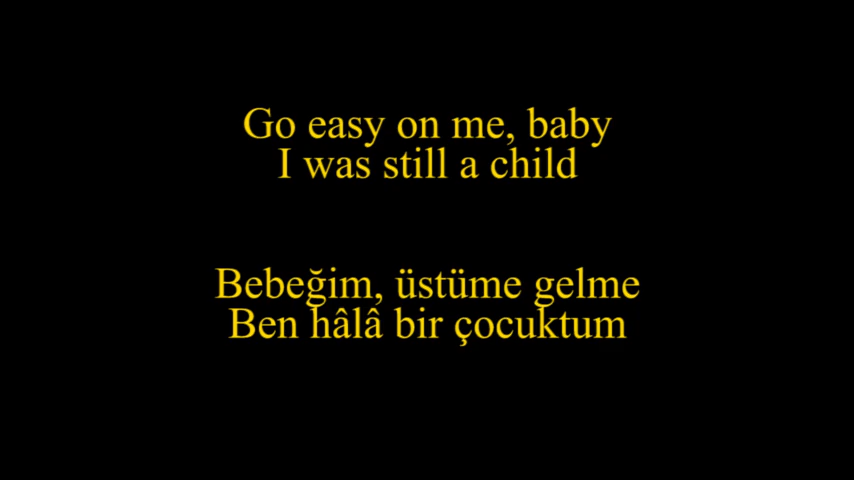 Go easy on me, baby
I was still a child
Bebeğim, üstüme gelme
Ben hâlâ bir çocuktum